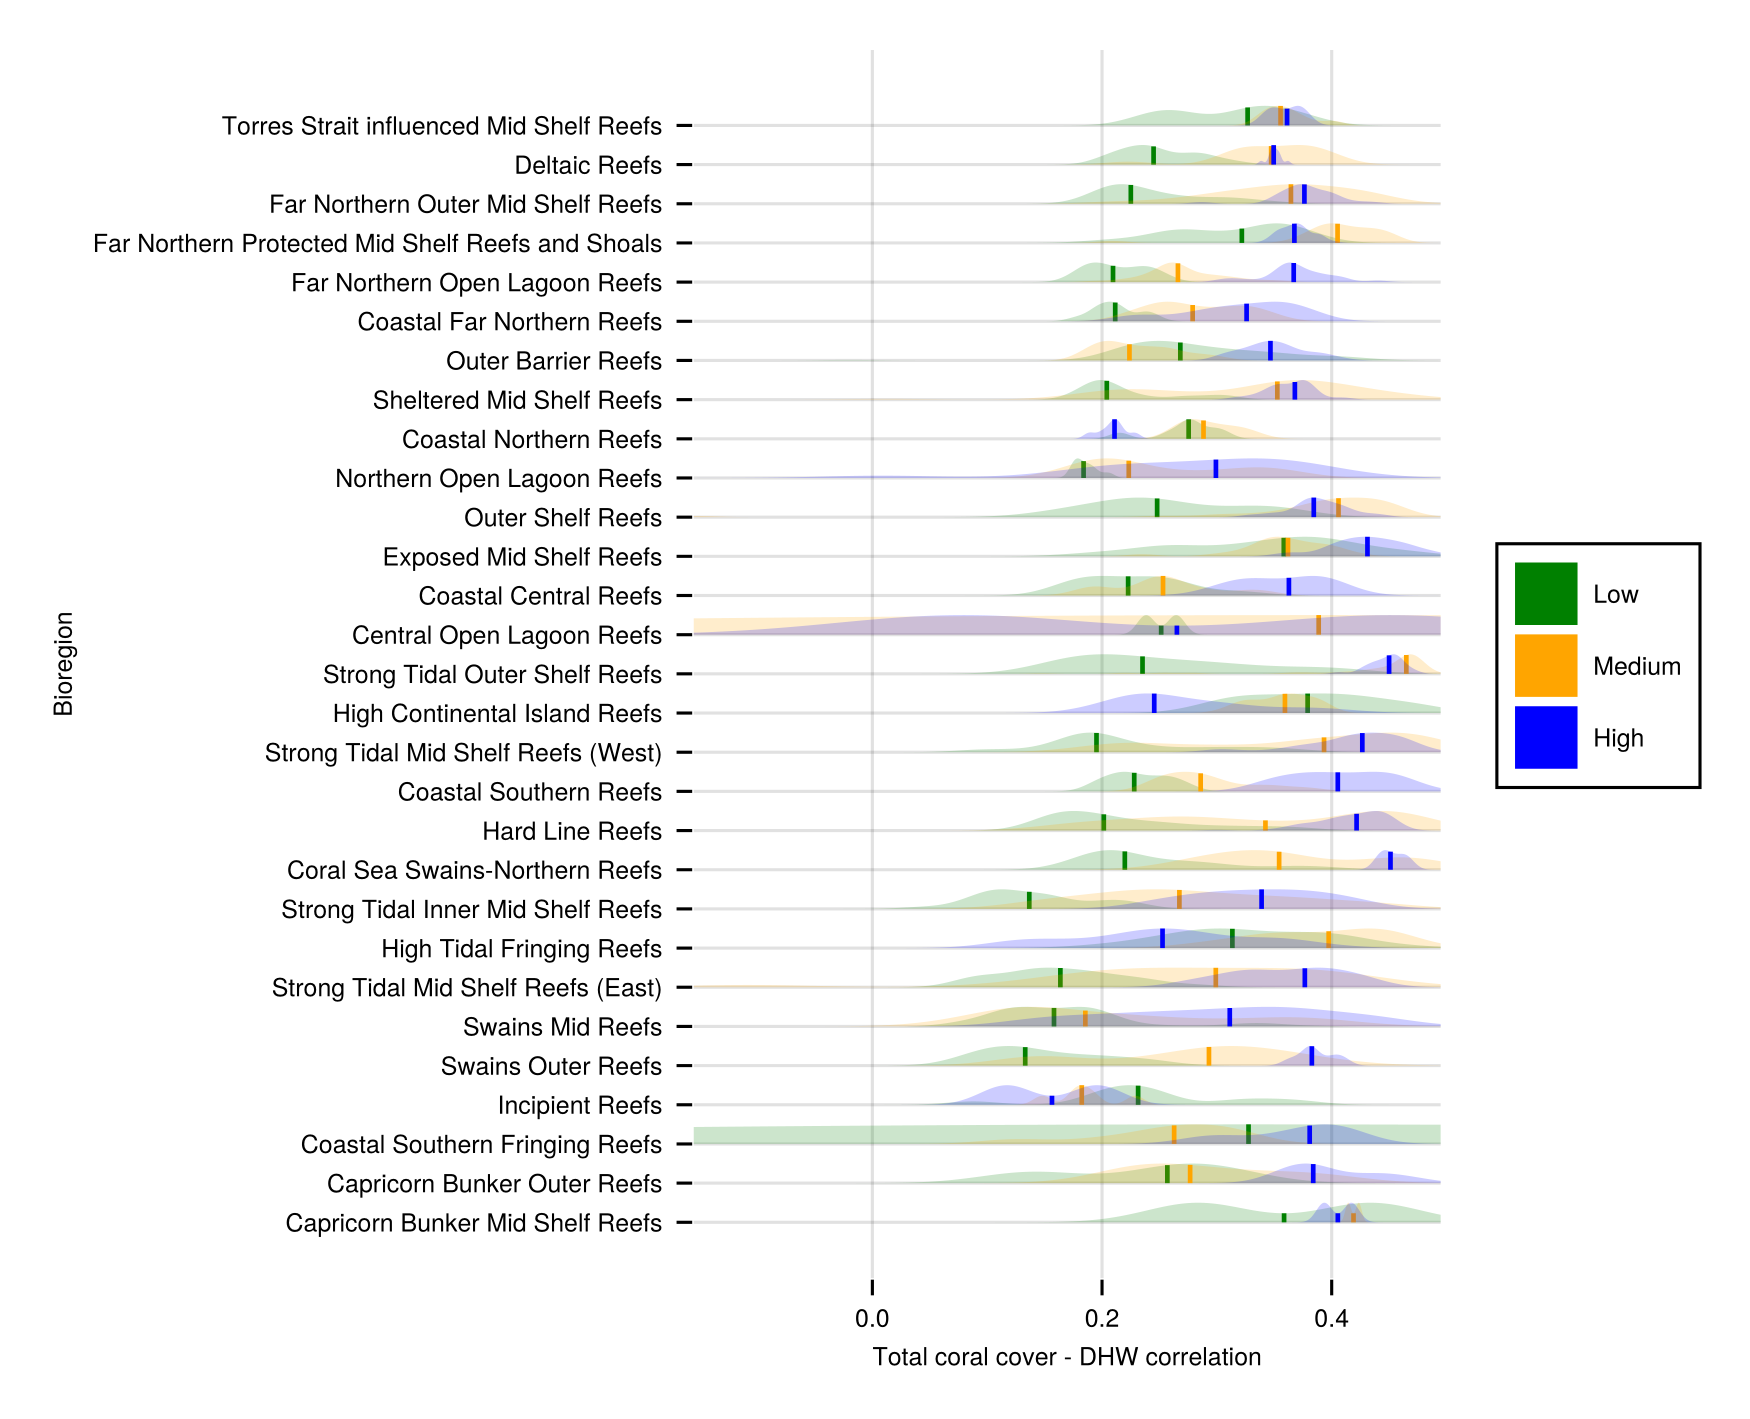 Torres Strait influenced Mid Shelf Reefs
Deltaic Reefs
Far Northern Outer Mid Shelf Reefs
Far Northern Protected Mid Shelf Reefs and Shoals
Far Northern Open Lagoon Reefs
Coastal Far Northern Reefs
Outer Barrier Reefs
Sheltered Mid Shelf Reefs
Coastal Northern Reefs
Northern Open Lagoon Reefs
Outer Shelf Reefs
Exposed Mid Shelf Reefs
Coastal Central Reefs
Central Open Lagoon Reefs
Strong Tidal Outer Shelf Reefs
High Continental Island Reefs
Strong Tidal Mid Shelf Reefs (West)
Coastal Southern Reefs
Hard Line Reefs
Coral Sea Swains-Northern Reefs
Strong Tidal Inner Mid Shelf Reefs
High Tidal Fringing Reefs
Strong Tidal Mid Shelf Reefs (East)
Swains Mid Reefs
Swains Outer Reefs
Incipient Reefs
Coastal Southern Fringing Reefs
Capricorn Bunker Outer Reefs
Capricorn Bunker Mid Shelf Reefs
Bioregion
0.0 0.2 0.4
Total coral cover - DHW correlation
Low
Medium
High